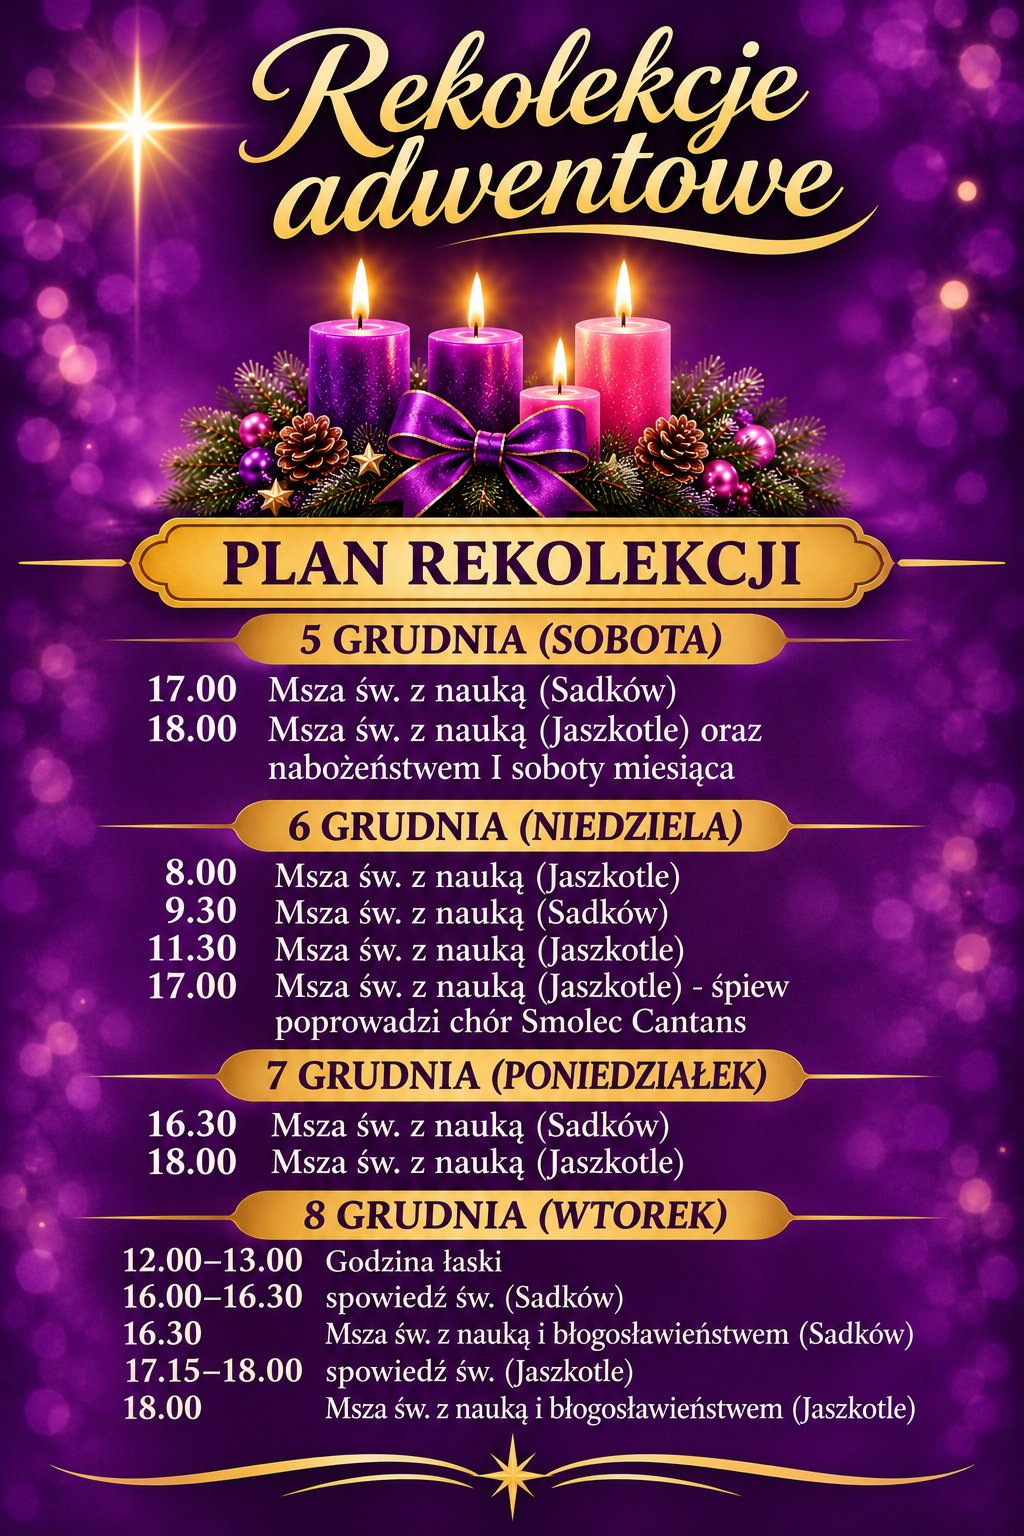 Rekolekcje
adwentowe
PLAN REKOLEKCJI
5 GRUDNIA (SOBOTA)
17.00 Msza św. z nauką (Sadków)
18.00 Msza św. z nauką (Jaszkotle) oraz
nabożeństwem I soboty miesiąca
6 GRUDNIA (NIEDZIELA)
8.00 Msza św. z nauką (Jaszkotle)
9.30 Msza św. z nauką (Sadków)
11.30 Msza św. z nauką (Jaszkotle)
17.00 Msza św. z nauką (Jaszkotle) - śpiew
poprowadzi chór Smolec Cantans
7 GRUDNIA (PONIEDZIAŁEK)
16.30 Msza św. z nauką (Sadków)
18.00 Msza św. z nauką (Jaszkotle)
8 GRUDNIA (WTOREK)
12.00–13.00 Godzina łaski
16.00–16.30 spowiedź św. (Sadków)
16.30 Msza św. z nauką i błogosławieństwem (Sadków)
17.15–18.00 spowiedź św. (Jaszkotle)
18.00 Msza św. z nauką i błogosławieństwem (Jaszkotle)